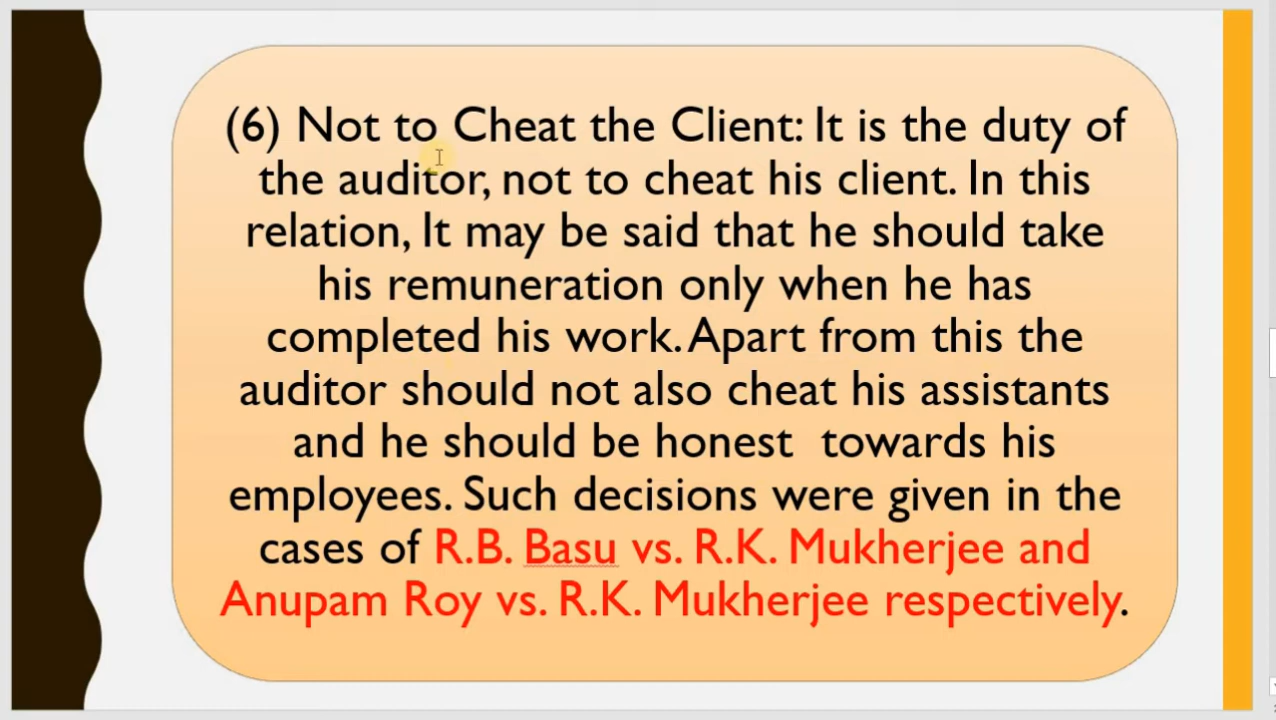 (6) Not to Cheat the Client: It is the duty of
the auditor, not to cheat his client. In this
relation, It may be said that he should take
his remuneration only when he has
completed his work. Apart from this the
auditor should not also cheat his assistants
and he should be honest towards his
employees. Such decisions were given in the
cases of R.B. Basu vs. R.K. Mukherjee and
Anupam Roy vs. R.K. Mukherjee respectively.